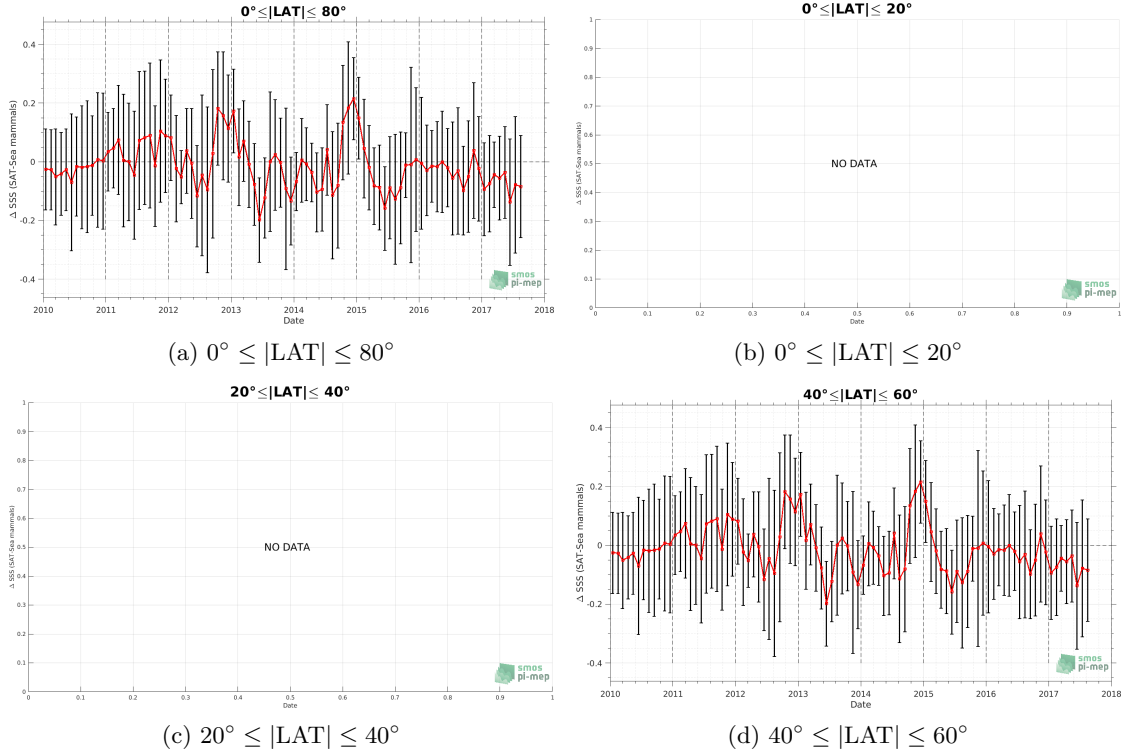 0°≤|LAT|≤ 80°
Δ SSS (SAT-Sea mammals)
0.4
0.2
0
-0.2
-0.4
2010 2011 2012 2013 2014 2015 2016 2017 2018
Date
smos
pi-mep
(a) 0° ≤ |LAT| ≤ 80°
0°≤|LAT|≤ 20°
Δ SSS (SAT-Sea mammals)
1
0.9
0.8
0.7
0.6
0.5
0.4
0.3
0.2
0.1
0
NO DATA
0 0.1 0.2 0.3 0.4 0.5 0.6 0.7 0.8 0.9 1
Date
smos
pi-mep
(b) 0° ≤ |LAT| ≤ 20°
20°≤|LAT|≤ 40°
Δ SSS (SAT-Sea mammals)
1
0.9
0.8
0.7
0.6
0.5
0.4
0.3
0.2
0.1
0
NO DATA
0 0.1 0.2 0.3 0.4 0.5 0.6 0.7 0.8 0.9 1
Date
smos
pi-mep
(c) 20° ≤ |LAT| ≤ 40°
40°≤|LAT|≤ 60°
Δ SSS (SAT-Sea mammals)
0.4
0.2
0
-0.2
-0.4
2010 2011 2012 2013 2014 2015 2016 2017 2018
Date
smos
pi-mep
(d) 40° ≤ |LAT| ≤ 60°